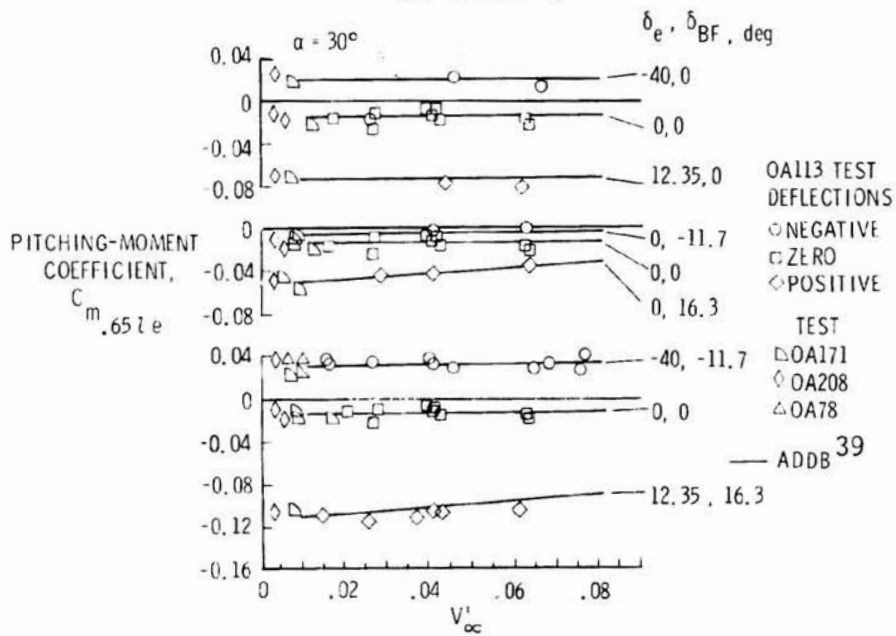 δe, δBF, deg
α = 30°
0.04
0
-0.04
-0.08
-40,0
0,0
12.35,0
0
-0.04
-0.08
0, -11.7
0,0
0, 16.3
0.04
0
-0.04
-0.08
-0.12
-0.16
-40, -11.7
0, 0
12.35, 16.3
PITCHING-MOMENT
COEFFICIENT,
Cm.65le
0
.02
.04
.06
.08
V'∞
OA113 TEST
DEFLECTIONS
NEGATIVE
ZERO
POSITIVE
TEST
OA171
OA208
OA78
ADDB 39